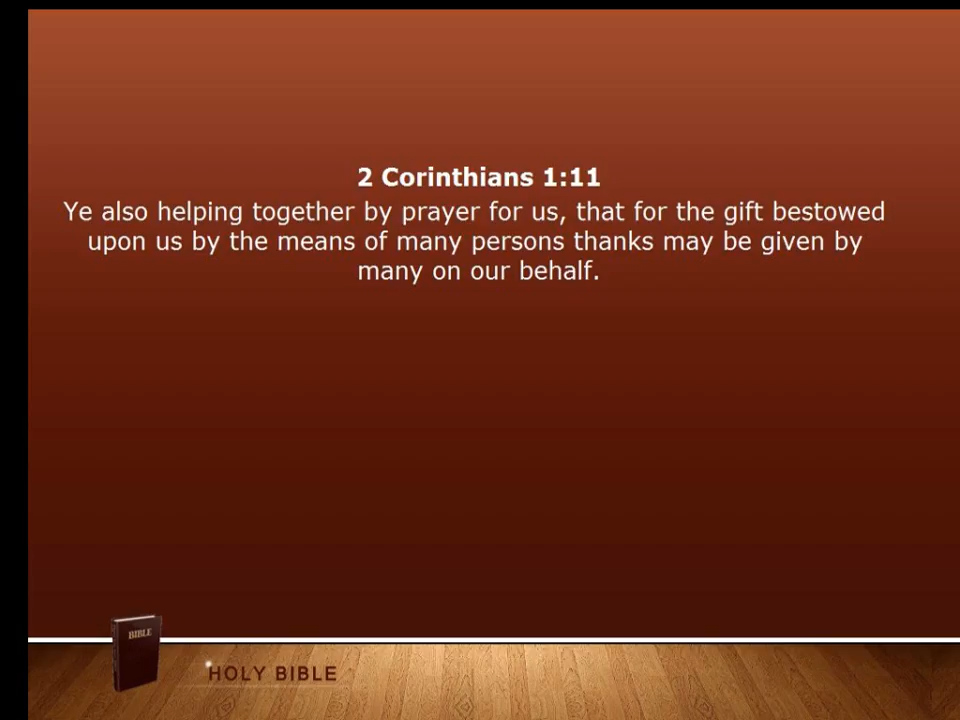 2 Corinthians 1:11
Ye also helping together by prayer for us, that for the gift bestowed
upon us by the means of many persons thanks may be given by
many on our behalf.
BIBLE
HOLY BIBLE